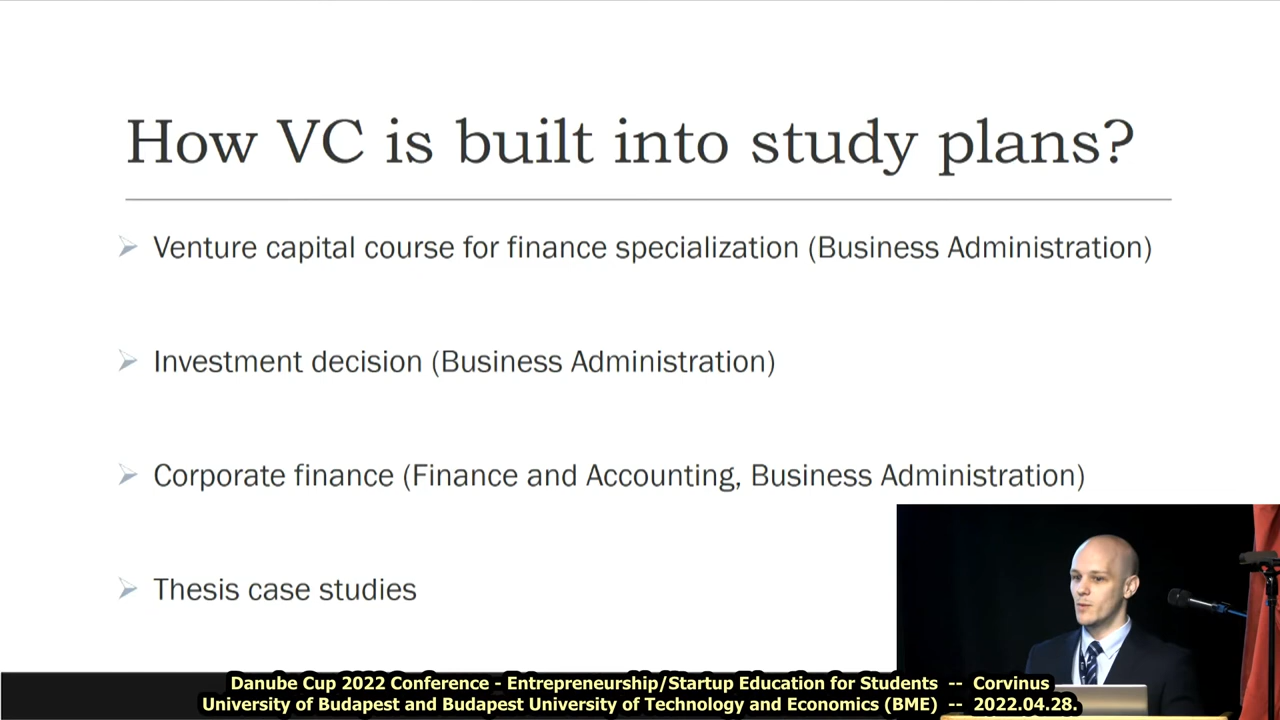 How VC is built into study plans?
Venture capital course for finance specialization (Business Administration)
Investment decision (Business Administration)
Corporate finance (Finance and Accounting, Business Administration)
Thesis case studies
Danube Cup 2022 Conference - Entrepreneurship/Startup Education for Students -- Corvinus
University of Budapest and Budapest University of Technology and Economics (BME) -- 2022.04.28.